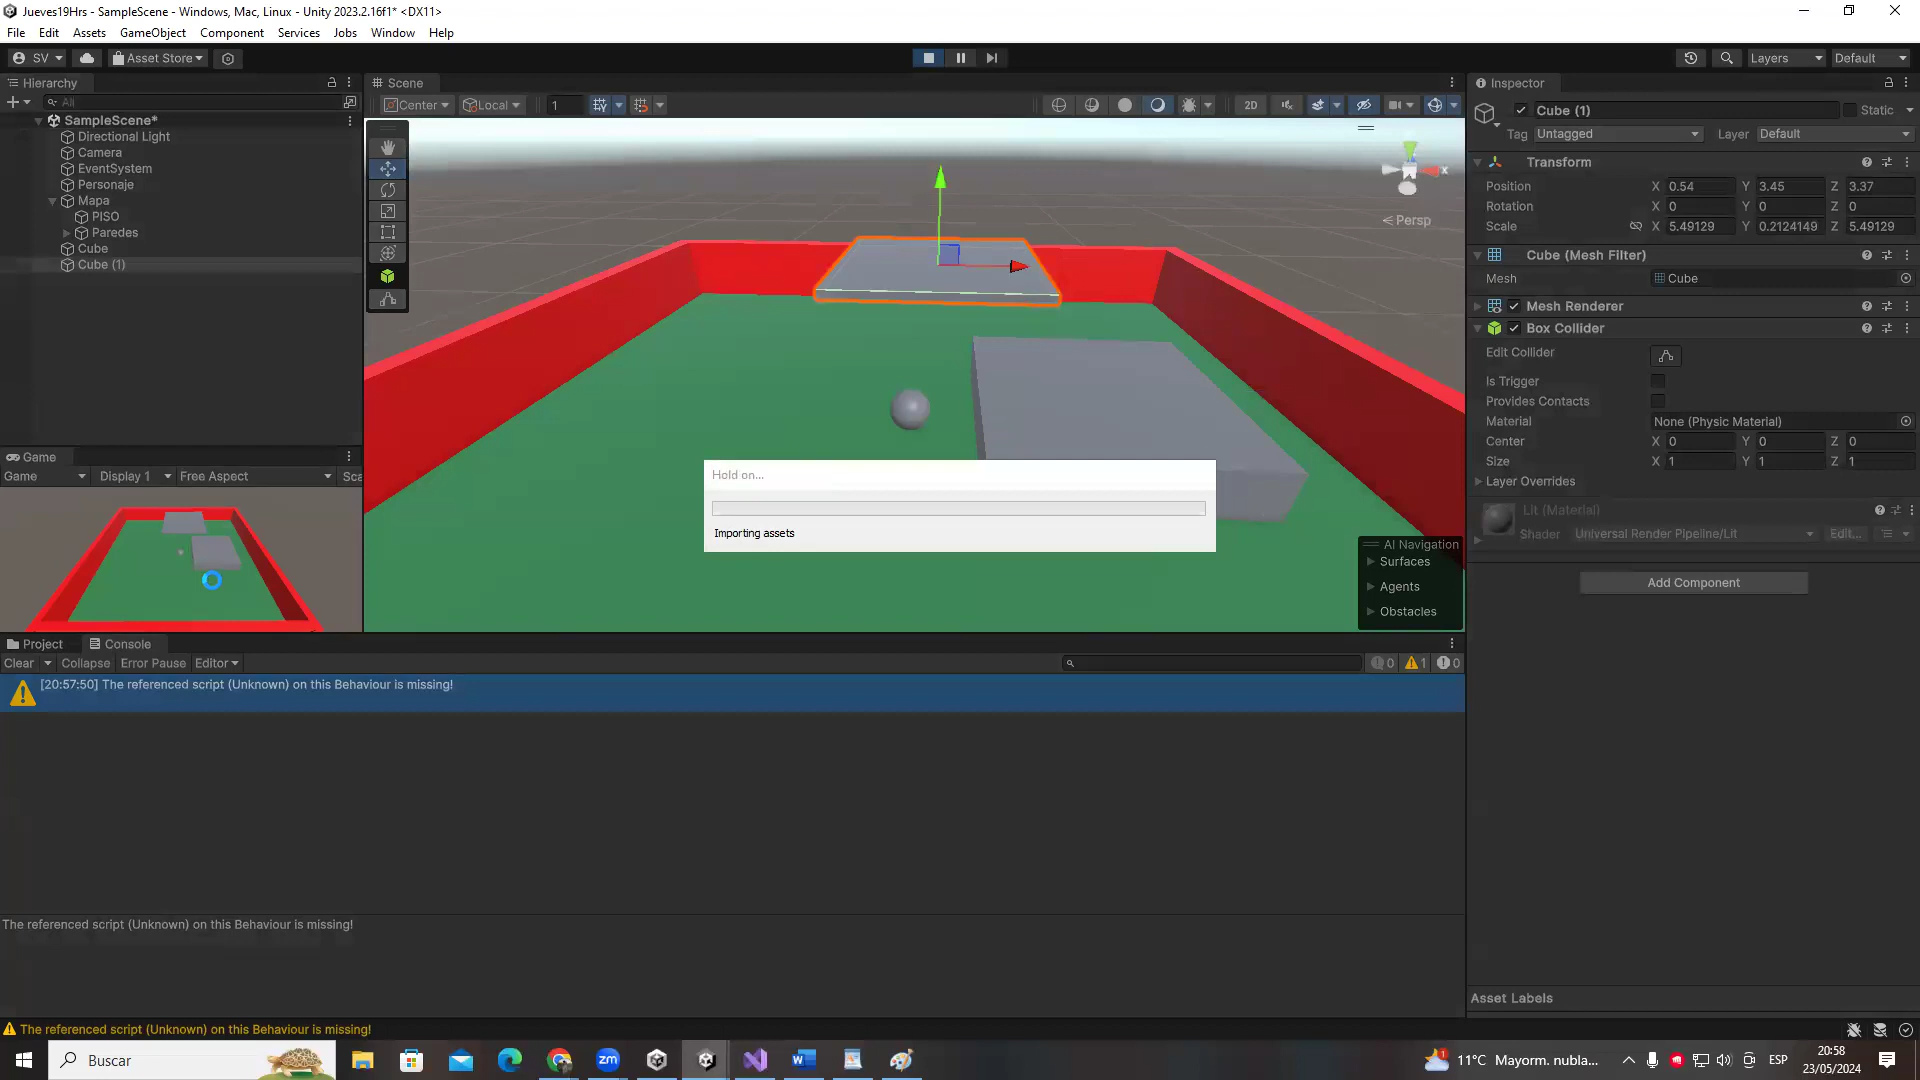 Jueves19Hrs - SampleScene - Windows, Mac, Linux - Unity 2023.2.16f1* <DX11>
File Edit Assets GameObject Component Services Jobs Window Help
SV Asset Store Layers Default
Hierarchy Scene Inspector
All Center Local 1 2D Cube (1) Static
SampleScene*
Directional Light
Camera
EventSystem
Personaje
Mapa
PISO
Paredes
Cube
Cube (1)
x
< Persp
Tag Untagged Layer Default
Transform
Position X 0.54 Y 3.45 Z 3.37
Rotation X 0 Y 0 Z 0
Scale X 5.49129 Y 0.2124149 Z 5.49129
Cube (Mesh Filter)
Mesh Cube
Mesh Renderer
Box Collider
Edit Collider
Is Trigger
Provides Contacts
Material None (Physic Material)
Center X 0 Y 0 Z 0
Size X 1 Y 1 Z 1
Layer Overrides
Lit (Material)
Shader Universal Render Pipeline/Lit Edit...
Add Component
Asset Labels
Game
Game Display 1 Free Aspect Sca
Hold on...
Importing assets
AI Navigation
Surfaces
Agents
Obstacles
Project Console
Clear Collapse Error Pause Editor 0 1 0
[20:57:50] The referenced script (Unknown) on this Behaviour is missing!
The referenced script (Unknown) on this Behaviour is missing!
The referenced script (Unknown) on this Behaviour is missing!
Buscar zm W 11°C Mayorm. nubla... ESP 20:58
23/05/2024